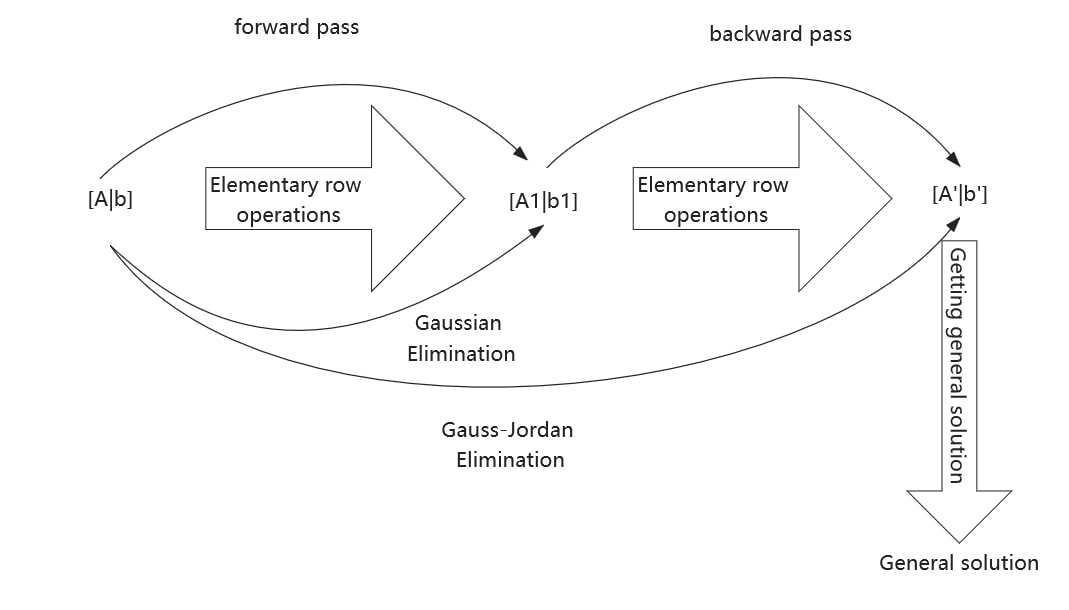 forward pass
backward pass
[A|b]
Elementary row
operations
[A1|b1]
Elementary row
operations
[A'|b']
Gaussian
Elimination
Gauss-Jordan
Elimination
Getting general solution
General solution